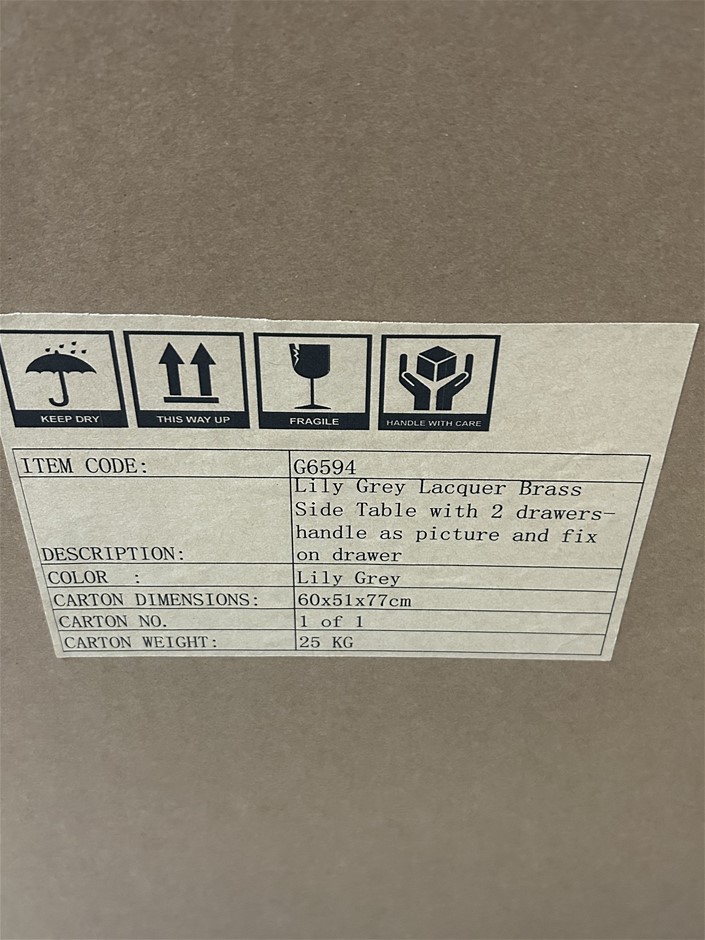 KEEP DRY
THIS WAY UP
FRAGILE
HANDLE WITH CARE
ITEM CODE: G6594
DESCRIPTION: Lily Grey Lacquer Brass
Side Table with 2 drawers-
handle as picture and fix
on drawer
COLOR : Lily Grey
CARTON DIMENSIONS: 60x51x77cm
CARTON NO. 1 of 1
CARTON WEIGHT: 25 KG